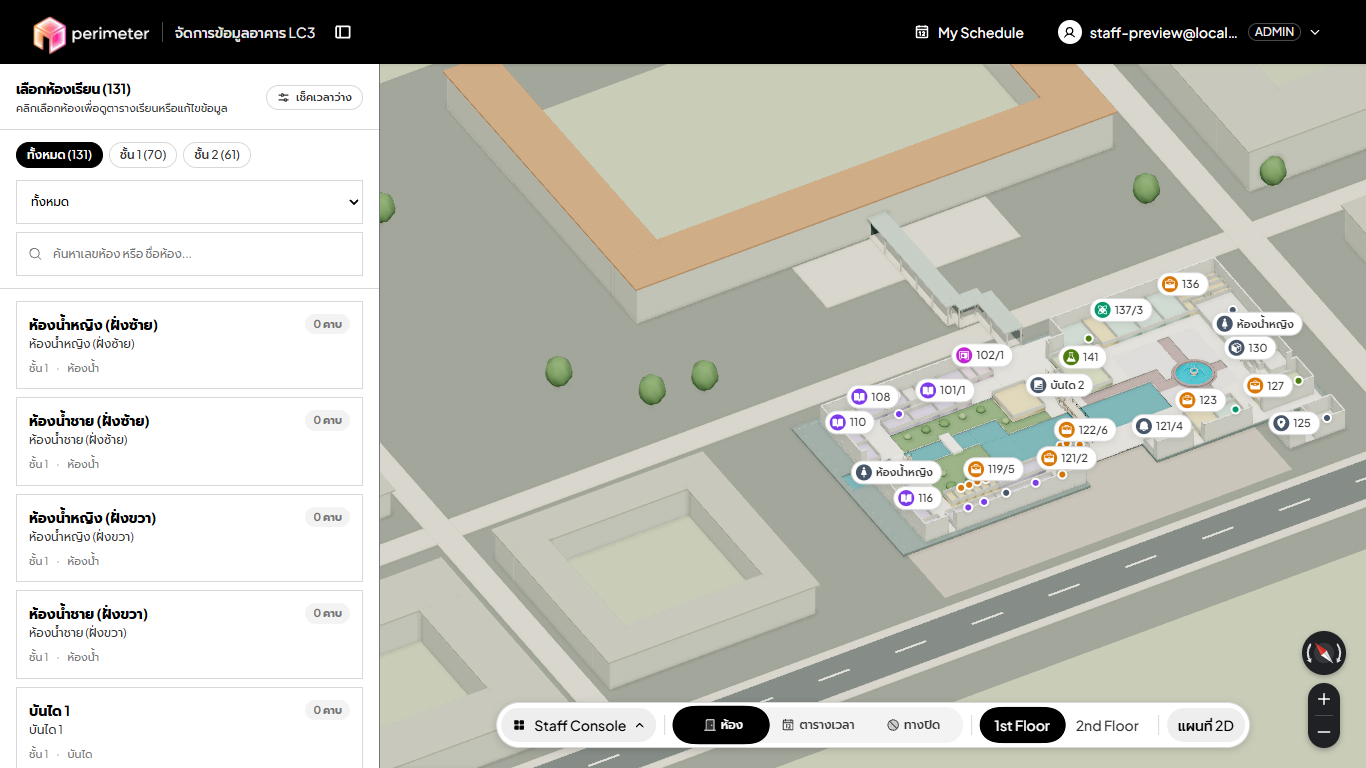 perimeter
จัดการข้อมูลอาคาร LC3
My Schedule
staff-preview@local...
ADMIN
เลือกห้องเรียน (131)
คลิกเลือกห้องเพื่อดูตารางเรียนหรือแก้ไขข้อมูล
เช็คเวลาว่าง
ทั้งหมด (131)
ชั้น 1 (70)
ชั้น 2 (61)
ทั้งหมด
ค้นหาเลขห้อง หรือ ชื่อห้อง...
ห้องน้ำหญิง (ฝั่งซ้าย)
0 คาบ
ห้องน้ำหญิง (ฝั่งซ้าย)
ชั้น 1 · ห้องน้ำ
ห้องน้ำชาย (ฝั่งซ้าย)
0 คาบ
ห้องน้ำชาย (ฝั่งซ้าย)
ชั้น 1 · ห้องน้ำ
ห้องน้ำหญิง (ฝั่งขวา)
0 คาบ
ห้องน้ำหญิง (ฝั่งขวา)
ชั้น 1 · ห้องน้ำ
ห้องน้ำชาย (ฝั่งขวา)
0 คาบ
ห้องน้ำชาย (ฝั่งขวา)
ชั้น 1 · ห้องน้ำ
บันได 1
0 คาบ
บันได 1
ชั้น 1 · บันได
136
137/3
ห้องน้ำหญิง
130
102/1
141
บันได 2
127
108
101/1
123
110
125
122/6
121/4
121/2
ห้องน้ำหญิง
119/5
116
Staff Console
ห้อง
ตารางเวลา
ทางปิด
1st Floor
2nd Floor
แผนที่ 2D